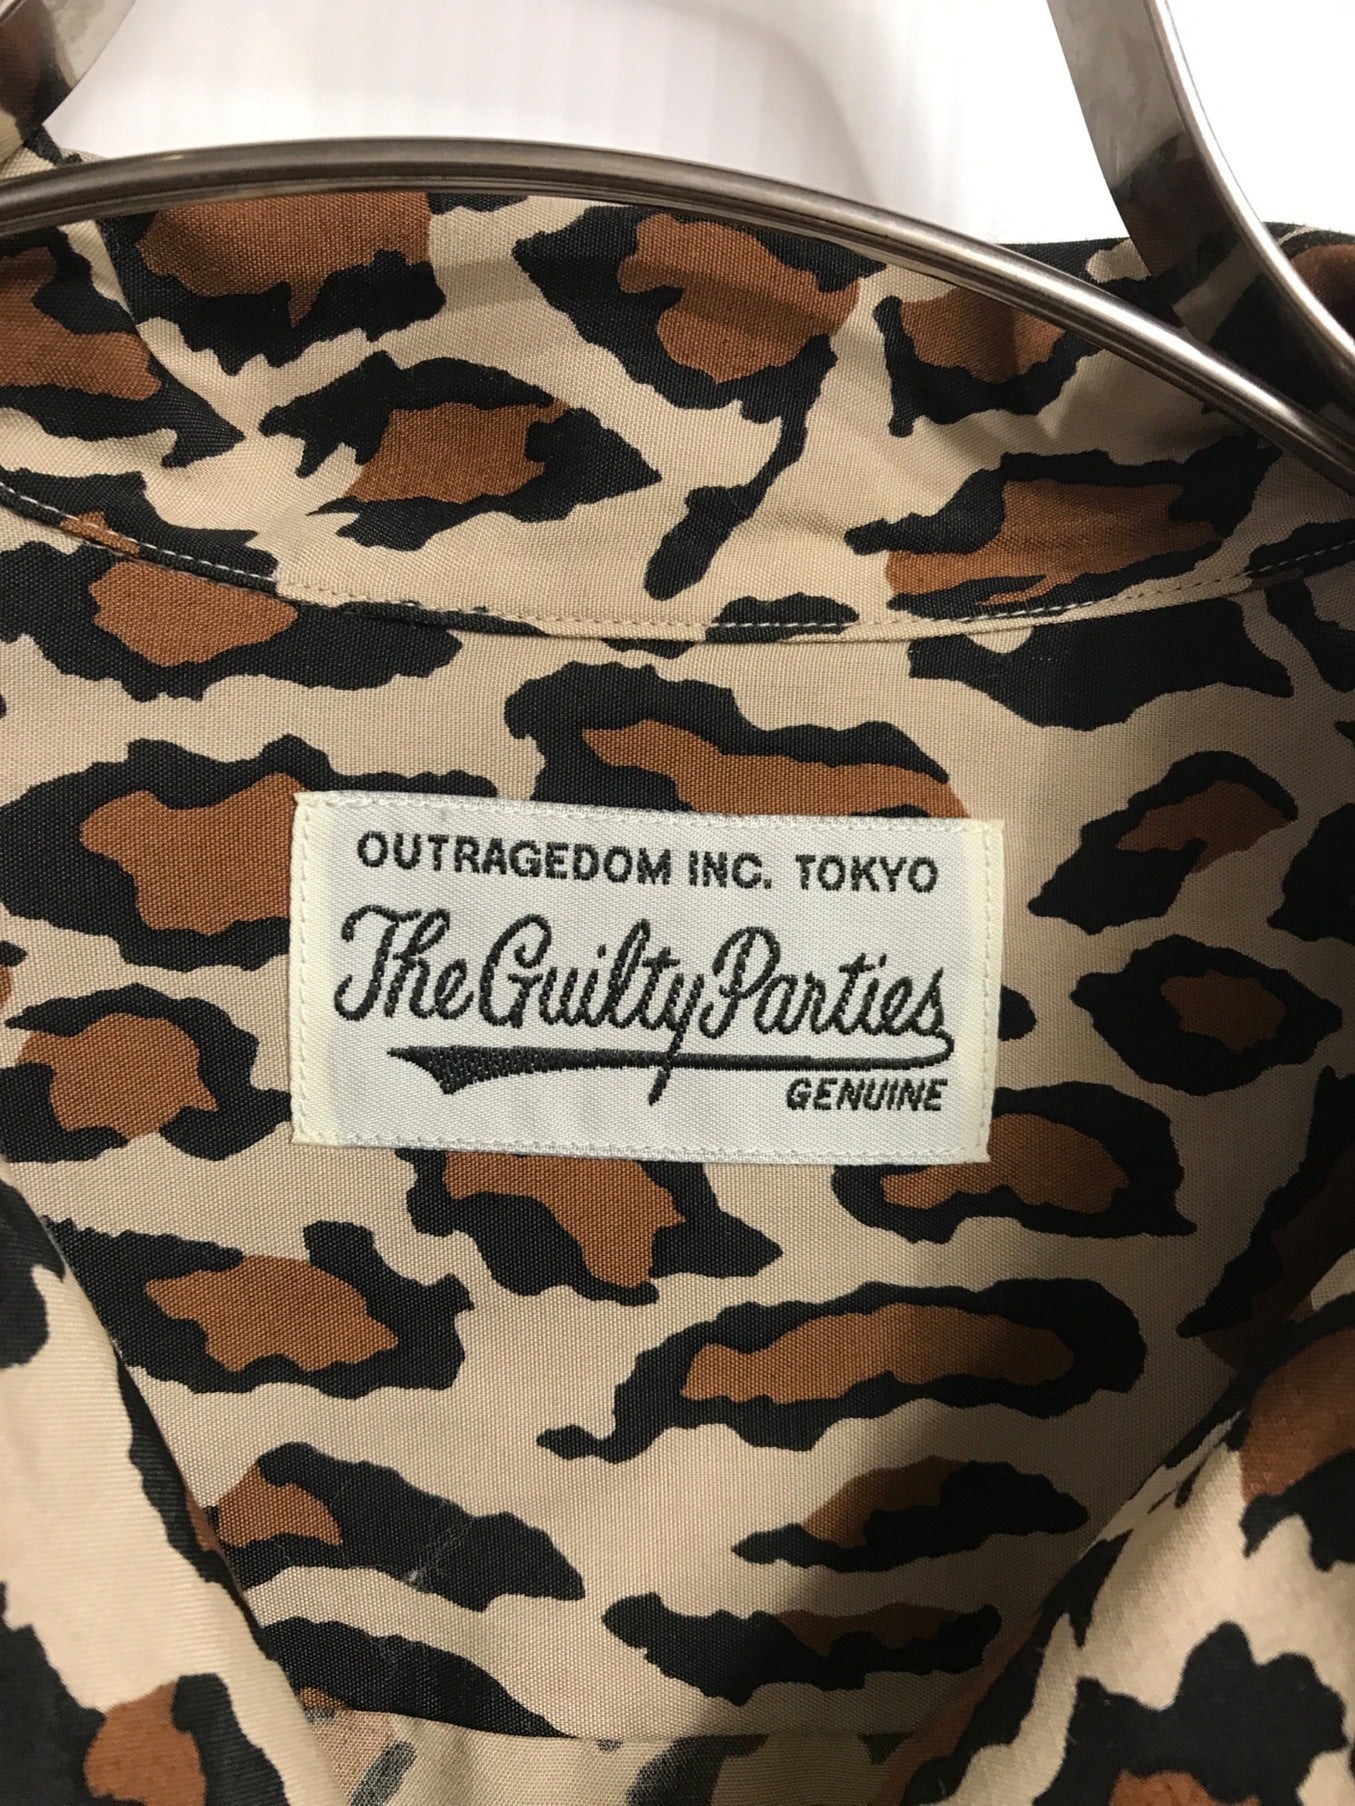 OUTRAGEDOM INC. TOKYO
The Guilty Parties
GENUINE